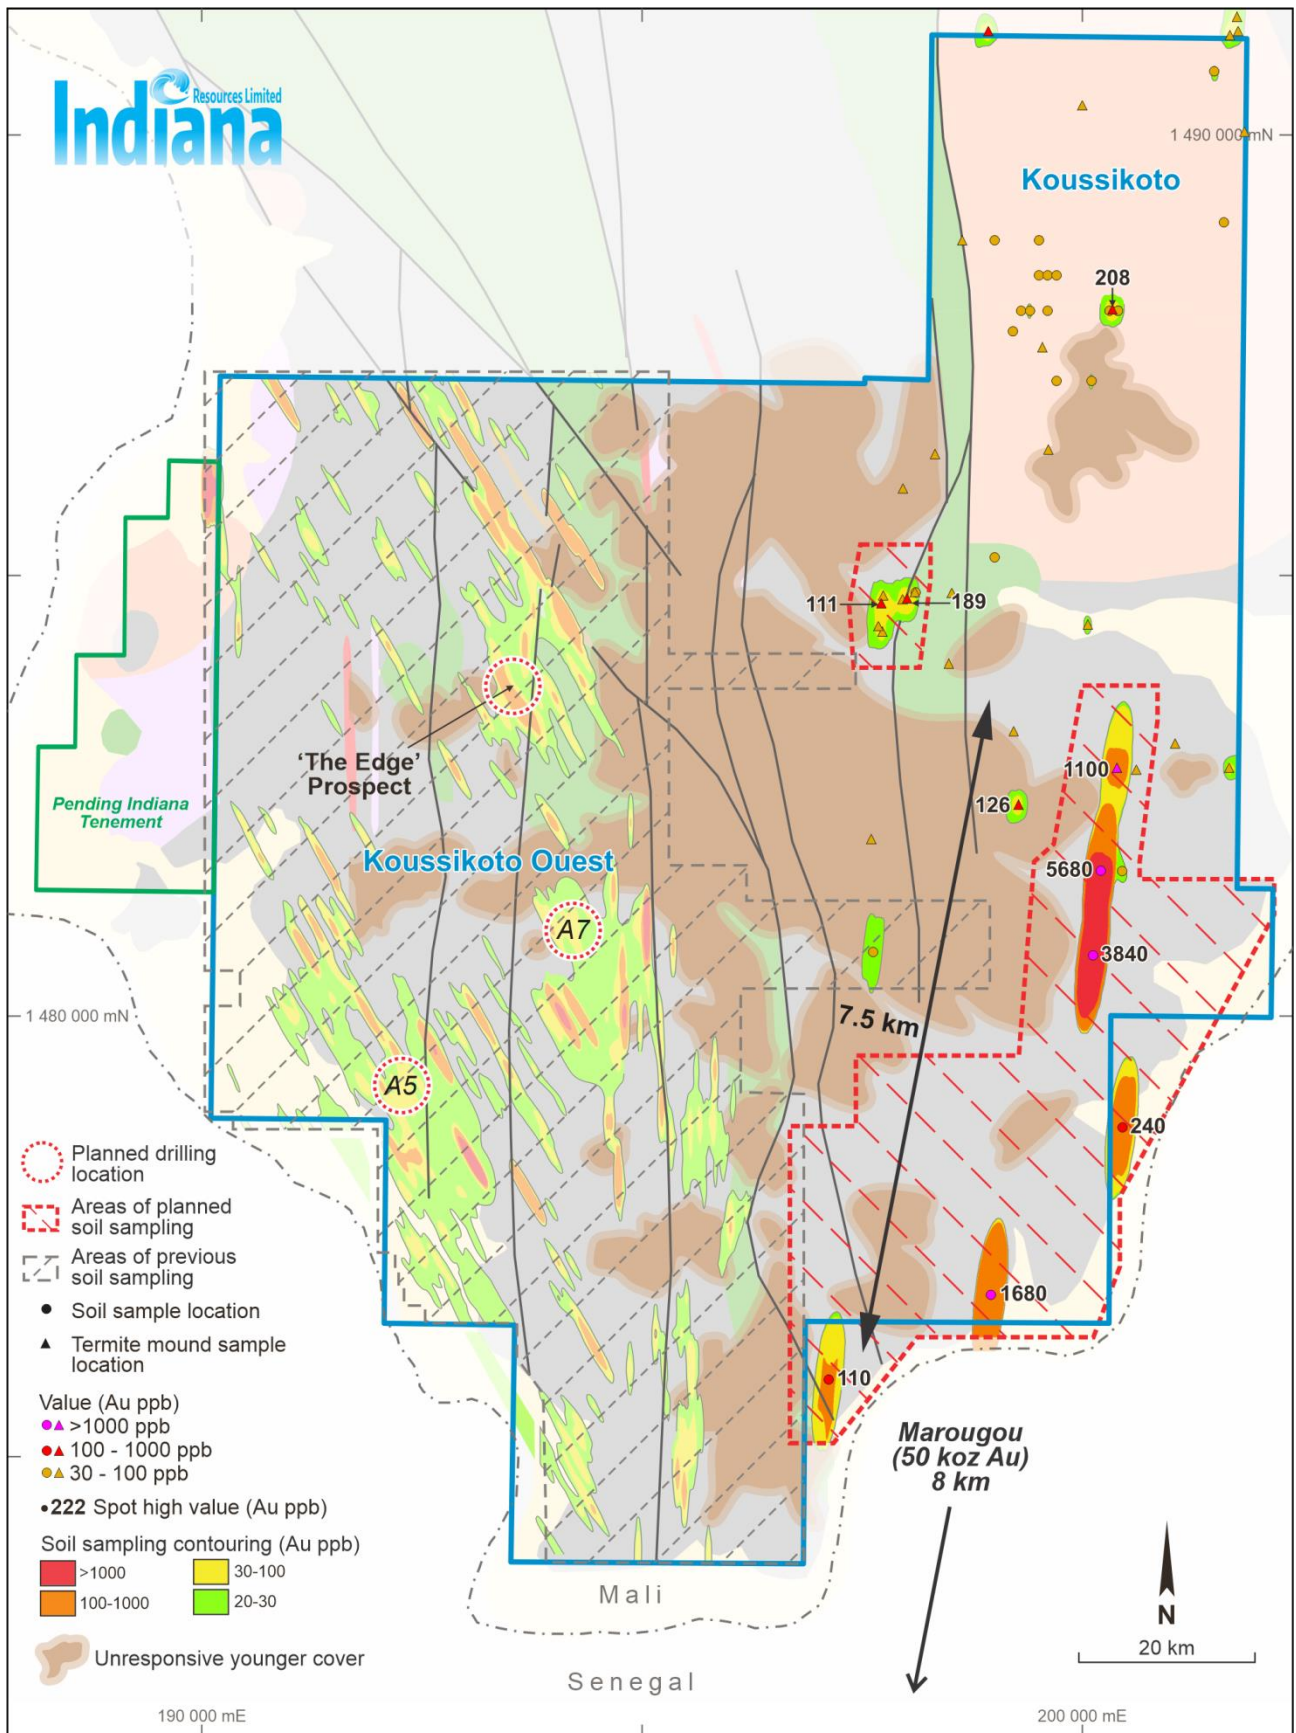 Indiana
Resources Limited
1 490 000 mN
Koussikoto
208
111
189
'The Edge'
Prospect
1100
126
Pending Indiana
Tenement
Koussikoto Ouest
5680
A7
3840
1 480 000 mN
7.5 km
A5
240
1680
110
Marougou
(50 koz Au)
8 km
Planned drilling
location
Areas of planned
soil sampling
Areas of previous
soil sampling
Soil sample location
Termite mound sample
location
Value (Au ppb)
>1000 ppb
100 - 1000 ppb
30 - 100 ppb
222 Spot high value (Au ppb)
Soil sampling contouring (Au ppb)
>1000
30-100
100-1000
20-30
Unresponsive younger cover
Mali
Senegal
N
20 km
190 000 mE
200 000 mE